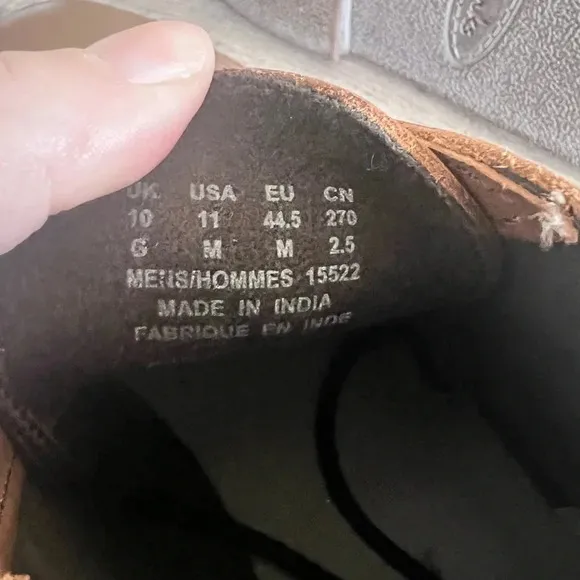 UK USA EU CN
10 11 44.5 270
G M M 2.5
MENS/HOMMES 15522
MADE IN INDIA
FABRIQUE EN INDE